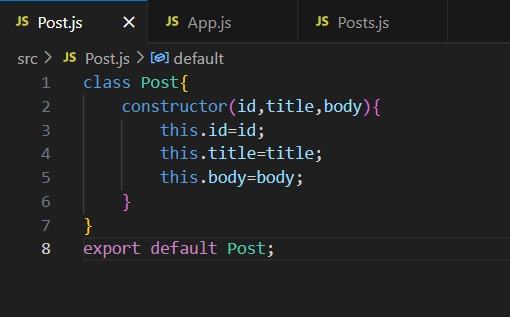 JS Post.js × JS App.js JS Posts.js
src > JS Post.js > default
1 class Post{
2     constructor(id,title,body){
3         this.id=id;
4         this.title=title;
5         this.body=body;
6     }
7 }
8 export default Post;